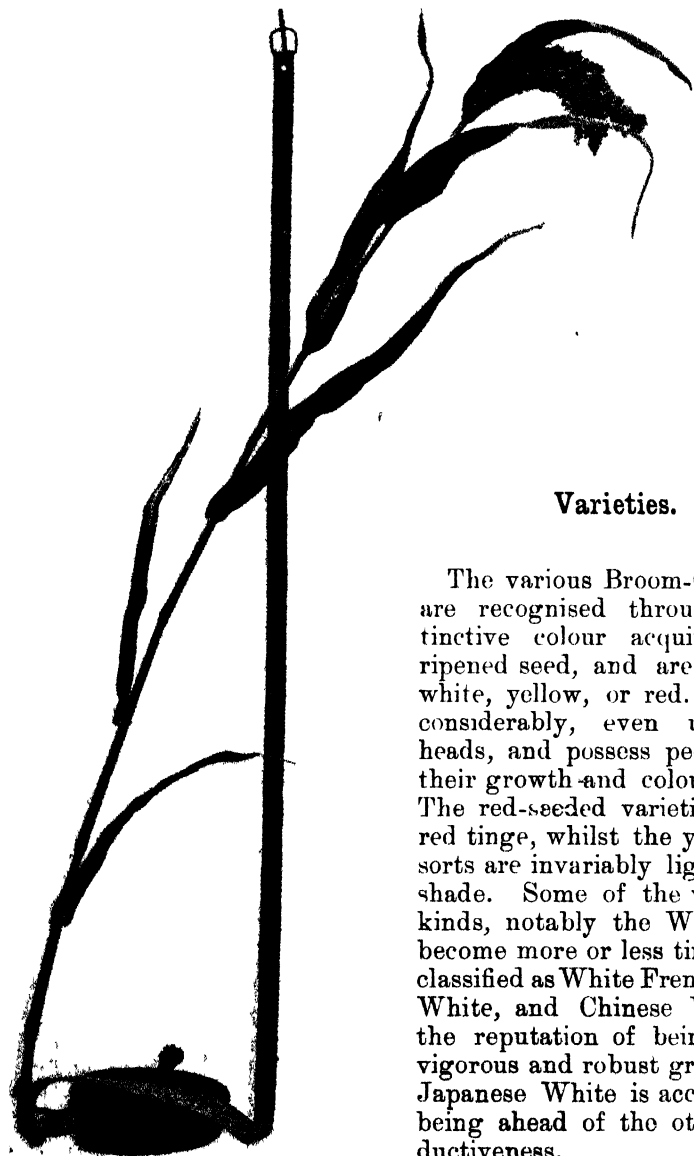 Varieties.
The various Broom-
are recognised throu
tinctive colour acqui
ripened seed, and are
white, yellow, or red.
considerably, even
heads, and possess pe
their growth and colou
The red-seeded varieti
red tinge, whilst the y
sorts are invariably lig
shade. Some of the
kinds, notably the W
become more or less tin
classified as White Fren
White, and Chinese
the reputation of bein
vigorous and robust gr
Japanese White is acc
being ahead of the ot
ductiveness.